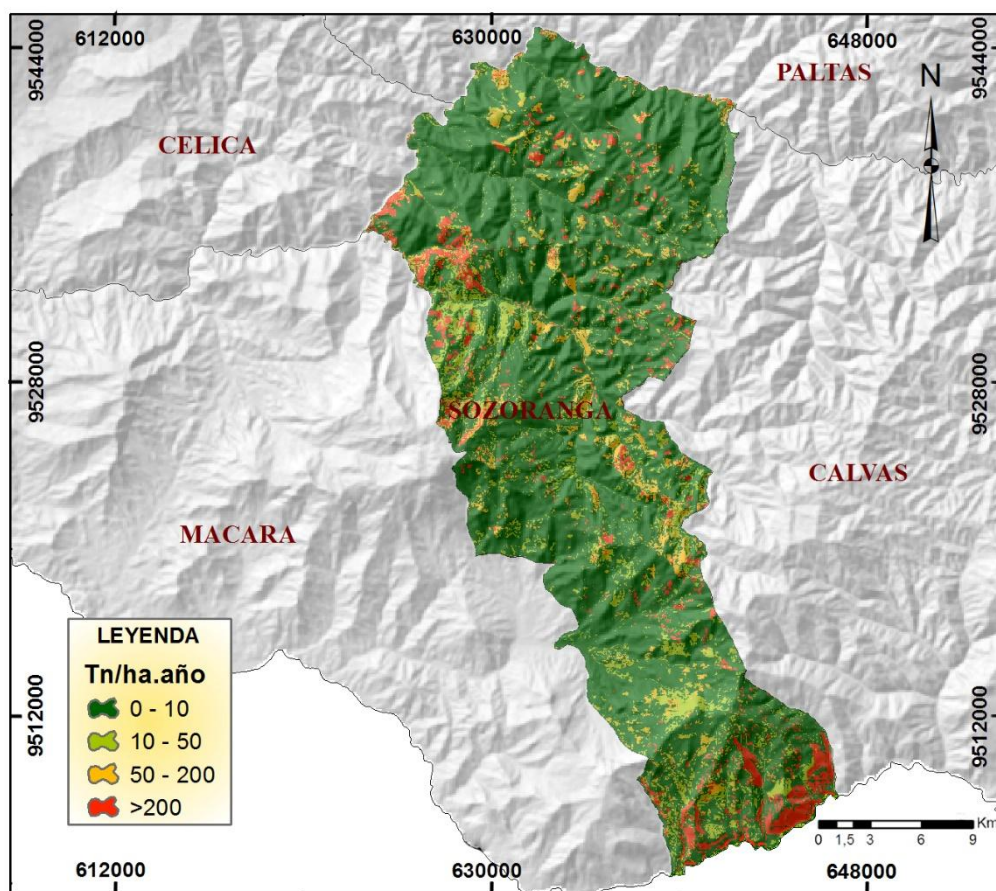 612000
630000
648000
9544000
9544000
PALTAS
N
CELICA
9528000
9528000
SOZORANGA
CALVAS
MACARA
LEYENDA
Tn/ha.año
0 - 10
10 - 50
50 - 200
>200
9512000
9512000
Km
0 1,5 3 6 9
612000
630000
648000